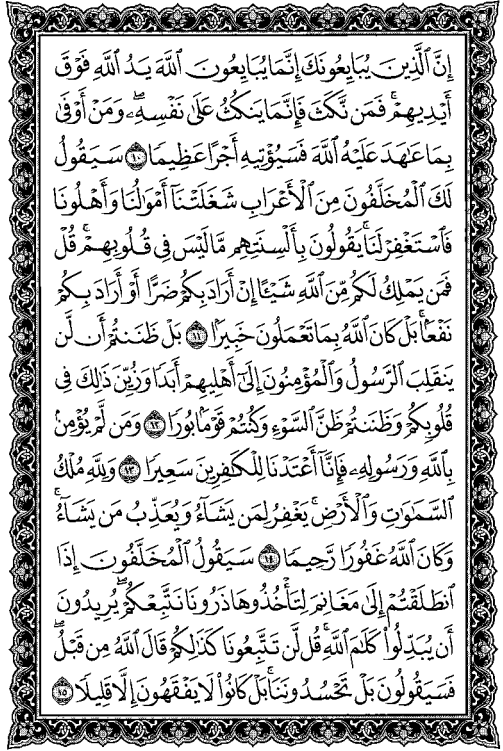 إِنَّ ٱلَّذِينَ يُبَايِعُونَكَ إِنَّمَا يُبَايِعُونَ ٱللَّهَ يَدُ ٱللَّهِ فَوْقَ
أَيْدِيهِمْ ۚ فَمَن نَّكَثَ فَإِنَّمَا يَنكُثُ عَلَىٰ نَفْسِهِۦ ۖ وَمَنْ أَوْفَىٰ
بِمَا عَـٰهَدَ عَلَيْهُ ٱللَّهَ فَسَيُؤْتِيهِ أَجْرًا عَظِيمًا ١٠ سَيَقُولُ
لَكَ ٱلْمُخَلَّفُونَ مِنَ ٱلْأَعْرَابِ شَغَلَتْنَآ أَمْوَٰلُنَا وَأَهْلُونَا
فَٱسْتَغْفِرْ لَنَا ۚ يَقُولُونَ بِأَلْسِنَتِهِم مَّا لَيْسَ فِى قُلُوبِهِمْ ۚ قُلْ
فَمَن يَمْلِكُ لَكُم مِّنَ ٱللَّهِ شَيْـًٔا إِنْ أَرَادَ بِكُمْ ضَرًّا أَوْ أَرَادَ بِكُمْ
نَفْعًۢا ۚ بَلْ كَانَ ٱللَّهُ بِمَا تَعْمَلُونَ خَبِيرًۢا ١١ بَلْ ظَنَنتُمْ أَن لَّن
يَنقَلِبَ ٱلرَّسُولُ وَٱلْمُؤْمِنُونَ إِلَىٰٓ أَهْلِيهِمْ أَبَدًا وَزُيِّنَ ذَٰلِكَ فِى
قُلُوبِكُمْ وَظَنَنتُمْ ظَنَّ ٱلسَّوْءِ وَكُنتُمْ قَوْمًۢا بُورًا ١٢ وَمَن لَّمْ يُؤْمِنۢ
بِٱللَّهِ وَرَسُولِهِۦ فَإِنَّآ أَعْتَدْنَا لِلْكَـٰفِرِينَ سَعِيرًا ١٣ وَلِلَّهِ مُلْكُ
ٱلسَّمَـٰوَٰتِ وَٱلْأَرْضِ ۚ يَغْفِرُ لِمَن يَشَآءُ وَيُعَذِّبُ مَن يَشَآءُ ۚ
وَكَانَ ٱللَّهُ غَفُورًا رَّحِيمًا ١٤ سَيَقُولُ ٱلْمُخَلَّفُونَ إِذَا
ٱنطَلَقْتُمْ إِلَىٰ مَغَانِمَ لِتَأْخُذُوهَا ذَرُونَا نَتَّبِعْكُمْ ۖ يُرِيدُونَ
أَن يُبَدِّلُوا۟ كَلَـٰمَ ٱللَّهِ ۚ قُل لَّن تَتَّبِعُونَا كَذَٰلِكُمْ قَالَ ٱللَّهُ مِن قَبْلُ ۖ
فَسَيَقُولُونَ بَلْ تَحْسُدُونَنَا ۚ بَلْ كَانُوا۟ لَا يَفْقَهُونَ إِلَّا قَلِيلًا ١٥